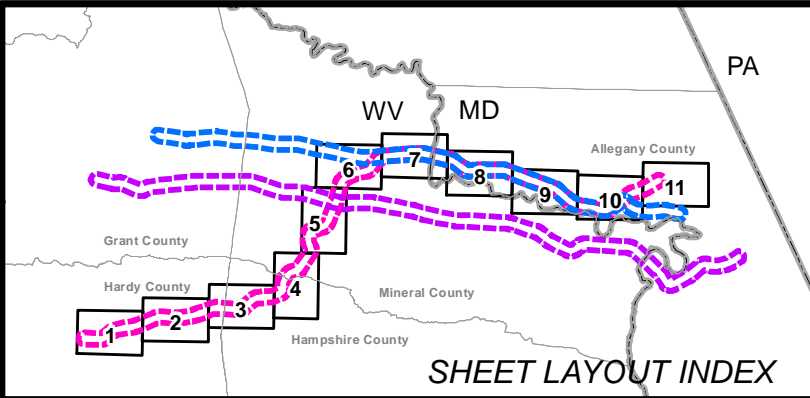 PA
WV
MD
Allegany County
6
7
8
9
10
11
5
Grant County
Hardy County
4
Mineral County
1
2
3
Hampshire County
SHEET LAYOUT INDEX